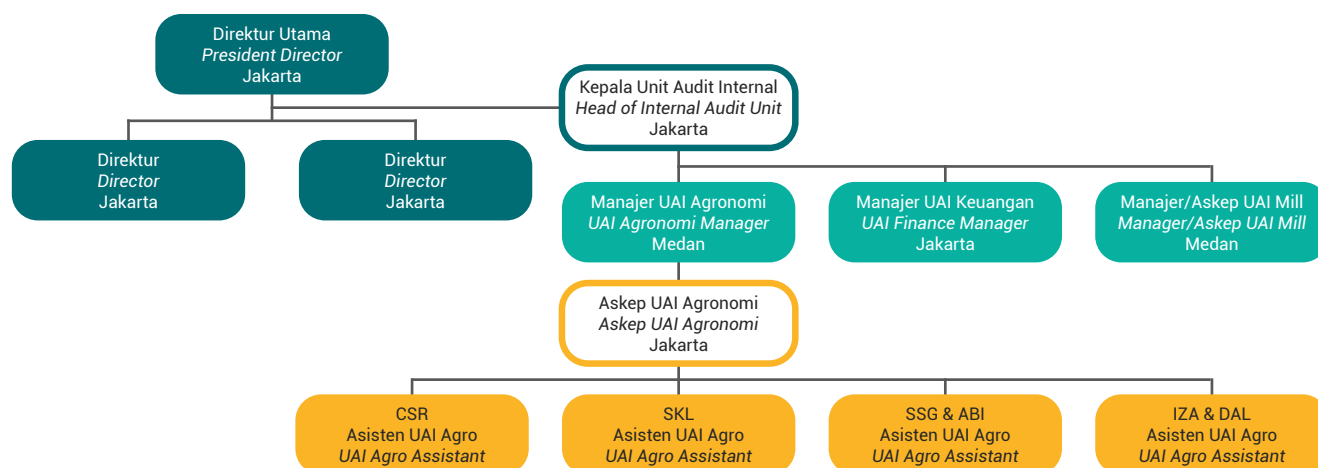 Direktur Utama
President Director
Jakarta
Kepala Unit Audit Internal
Head of Internal Audit Unit
Jakarta
Direktur
Director
Jakarta
Direktur
Director
Jakarta
Manajer UAI Agronomi
UAI Agronomi Manager
Medan
Manajer UAI Keuangan
UAI Finance Manager
Jakarta
Manajer/Askep UAI Mill
Manager/Askep UAI Mill
Medan
Askep UAI Agronomi
Askep UAI Agronomi
Jakarta
CSR
Asisten UAI Agro
UAI Agro Assistant
SKL
Asisten UAI Agro
UAI Agro Assistant
SSG & ABI
Asisten UAI Agro
UAI Agro Assistant
IZA & DAL
Asisten UAI Agro
UAI Agro Assistant